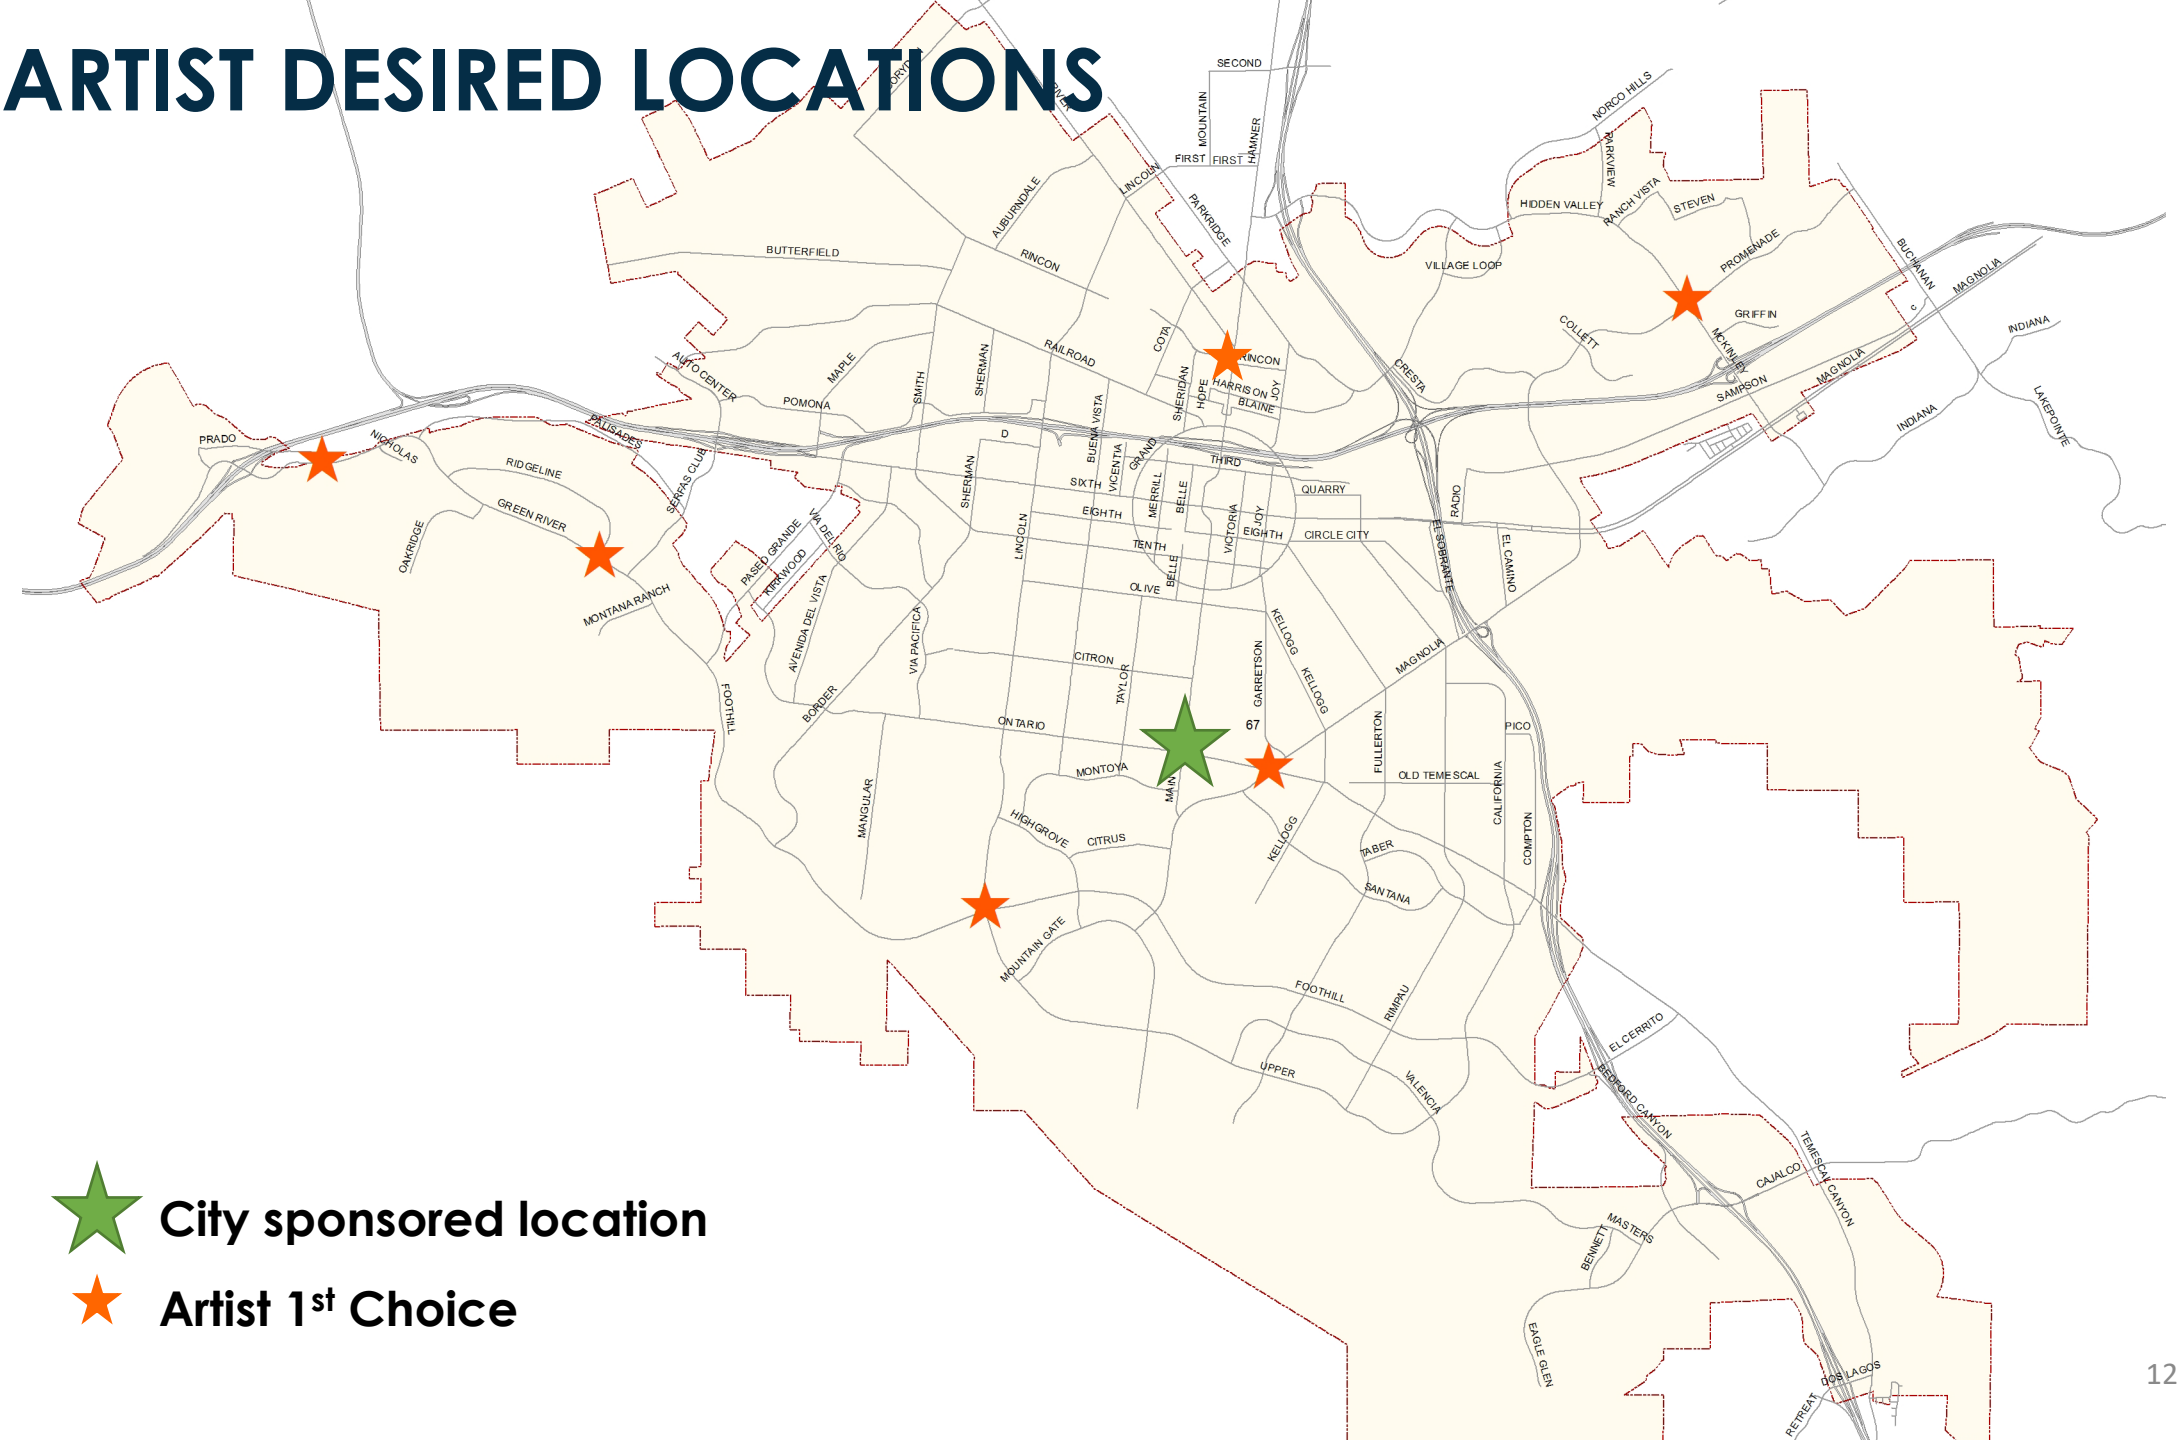 ARTIST DESIRED LOCATIONS
SECOND
MOUNTAIN
HAMNER
FIRST
FIRST
LINCOLN
PARKRIDGE
RIVER
NORCO HILLS
PARKVIEW
HIDDEN VALLEY
RANCH VISTA
STEVEN
PROMENADE
VILLAGE LOOP
BUCHANAN
MAGNOLIA
AUBURNDALE
BUTTERFIELD
RINCON
GRIFFIN
COLLETT
MCKINLEY
INDIANA
COTA
RAILROAD
RINCON
SHERIDAN
HOPE
HARRISON
JOY
BLAINE
CRESTA
MAGNOLIA
SAMPSON
LAKEPOINTE
INDIANA
AUTO CENTER
MAPLE
SMITH
SHERMAN
POMONA
PRADO
NICHOLAS
PALISADES
D
BUENA VISTA
VICENTIA
GRAND
THIRD
RIDGELINE
SERFAS CLUB
SHERMAN
SIXTH
MERRILL
BELLE
QUARRY
RADIO
GREEN RIVER
OAKRIDGE
PASEO GRANDE
KIRKWOOD
VIA DEL RIO
LINCOLN
EIGHTH
TENTH
VICTORIA
JOY
EIGHTH
CIRCLE CITY
EL SOBRANTE
EL CAMINO
BELLE
OLIVE
MONTANA RANCH
AVENIDA DEL VISTA
VIA PACIFICA
KELLOGG
GARRETSON
KELLOGG
MAGNOLIA
CITRON
TAYLOR
FOOTHILL
BORDER
ONTARIO
67
FULLERTON
PICO
MONTOYA
MAIN
OLD TEMESCAL
CALIFORNIA
MANGULAR
HIGHGROVE
CITRUS
KELLOGG
TABER
COMPTON
SANTANA
MOUNTAIN GATE
FOOTHILL
RIMPAU
EL CERRITO
UPPER
VALENCIA
BEDFORD CANYON
TEMESCAL CANYON
CAJALCO
MASTERS
BENNETT
EAGLE GLEN
DOS LAGOS
RETREAT
City sponsored location
Artist 1st Choice
12